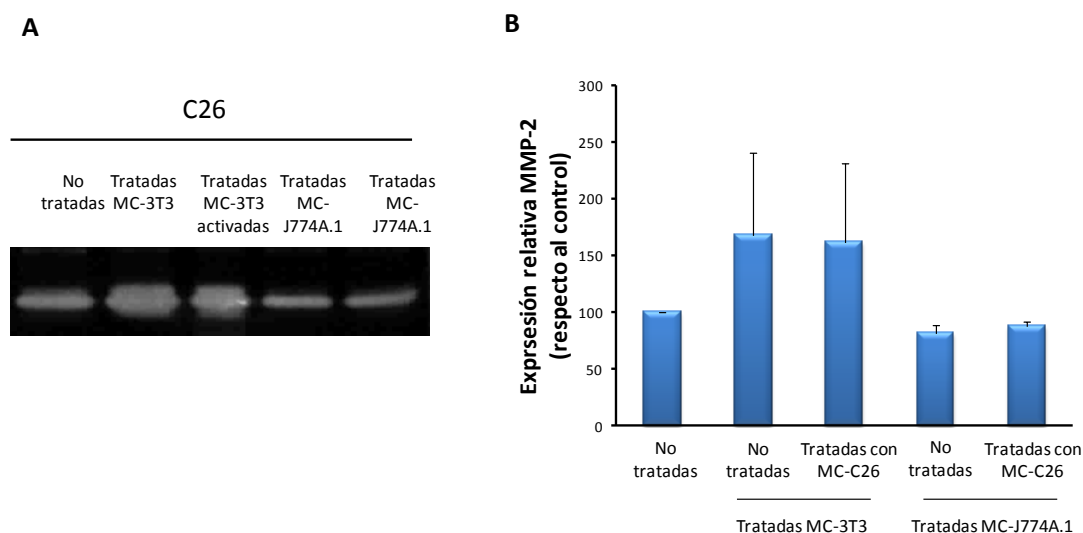 A
C26
No tratadas
Tratadas MC-3T3
Tratadas MC-3T3 activadas
Tratadas MC-J774A.1
Tratadas MC-J774A.1
B
Exprsesión relativa MMP-2
(respecto al control)
300
250
200
150
100
50
0
No tratadas
No tratadas
Tratadas con MC-C26
No tratadas
Tratadas con MC-C26
Tratadas MC-3T3
Tratadas MC-J774A.1